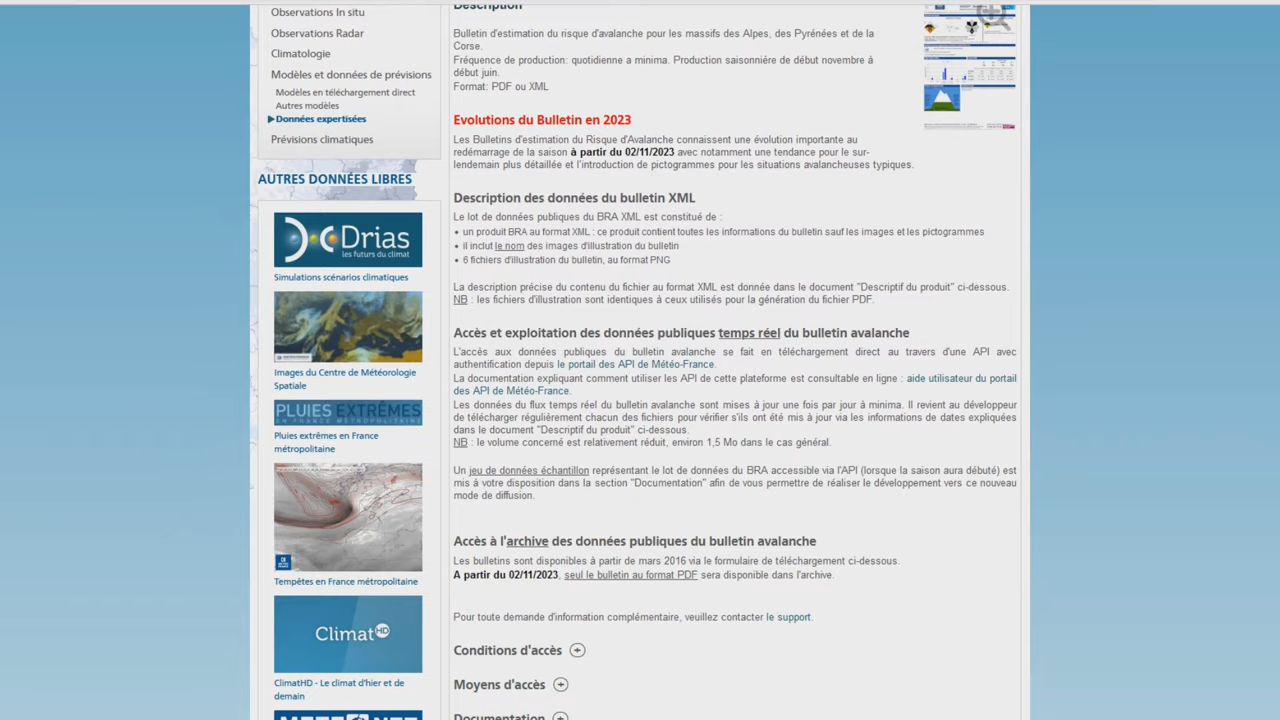 Observations In situ
Observations Radar
Climatologie
Modèles et données de prévisions
Modèles en téléchargement direct
Autres modèles
Données expertisées
Prévisions climatiques
AUTRES DONNÉES LIBRES
Drias
les futurs du climat
Simulations scénarios climatiques
Images du Centre de Météorologie
Spatiale
PLUIES EXTRÊMES
EN FRANCE MÉTROPOLITAINE
Pluies extrêmes en France
métropolitaine
Tempêtes en France métropolitaine
Climat HD
ClimatHD - Le climat d'hier et de
demain
Description
Bulletin d'estimation du risque d'avalanche pour les massifs des Alpes, des Pyrénées et de la
Corse.
Fréquence de production: quotidienne a minima. Production saisonnière de début novembre à
début juin.
Format: PDF ou XML.
Evolutions du Bulletin en 2023
Les Bulletins d'estimation du Risque d'Avalanche connaissent une évolution importante au
redémarrage de la saison à partir du 02/11/2023 avec notamment une tendance pour le sur-
lendemain plus détaillée et l'introduction de pictogrammes pour les situations avalancheuses typiques.
Description des données du bulletin XML
Le lot de données publiques du BRA XML est constitué de :
• un produit BRA au format XML : ce produit contient toutes les informations du bulletin sauf les images et les pictogrammes
• il inclut le nom des images d'illustration du bulletin
• 6 fichiers d'illustration du bulletin, au format PNG
La description précise du contenu du fichier au format XML est donnée dans le document "Descriptif du produit" ci-dessous.
NB : les fichiers d'illustration sont identiques à ceux utilisés pour la génération du fichier PDF.
Accès et exploitation des données publiques temps réel du bulletin avalanche
L'accès aux données publiques du bulletin avalanche se fait en téléchargement direct au travers d'une API avec
authentification depuis le portail des API de Météo-France.
La documentation expliquant comment utiliser les API de cette plateforme est consultable en ligne : aide utilisateur du portail
des API de Météo-France.
Les données du flux temps réel du bulletin avalanche sont mises à jour une fois par jour à minima. Il revient au développeur
de télécharger régulièrement chacun des fichiers pour vérifier s'ils ont été mis à jour via les informations de dates expliquées
dans le document "Descriptif du produit" ci-dessous.
NB : le volume concerné est relativement réduit, environ 1,5 Mo dans le cas général.
Un jeu de données échantillon représentant le lot de données du BRA accessible via l'API (lorsque la saison aura débuté) est
mis à votre disposition dans la section "Documentation" afin de vous permettre de réaliser le développement vers ce nouveau
mode de diffusion.
Accès à l'archive des données publiques du bulletin avalanche
Les bulletins sont disponibles à partir de mars 2016 via le formulaire de téléchargement ci-dessous.
A partir du 02/11/2023, seul le bulletin au format PDF sera disponible dans l'archive.
Pour toute demande d'information complémentaire, veuillez contacter le support.
Conditions d'accès
Moyens d'accès
Documentation